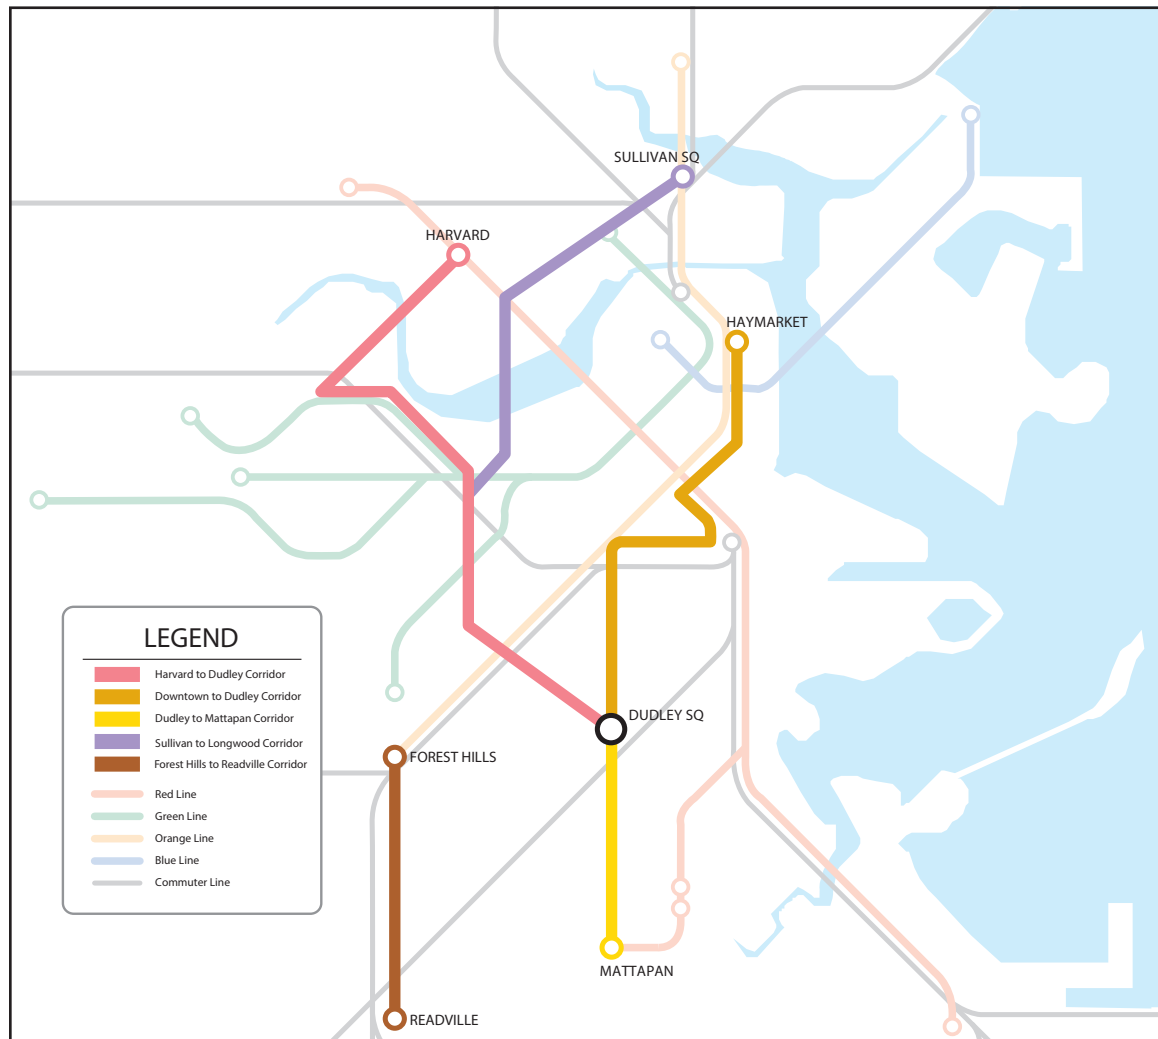 SULLIVAN SQ
HARVARD
HAYMARKET
LEGEND
Harvard to Dudley Corridor
Downtown to Dudley Corridor
Dudley to Mattapan Corridor
Sullivan to Longwood Corridor
Forest Hills to Readville Corridor
Red Line
Green Line
Orange Line
Blue Line
Commuter Line
DUDLEY SQ
FOREST HILLS
MATTAPAN
READVILLE